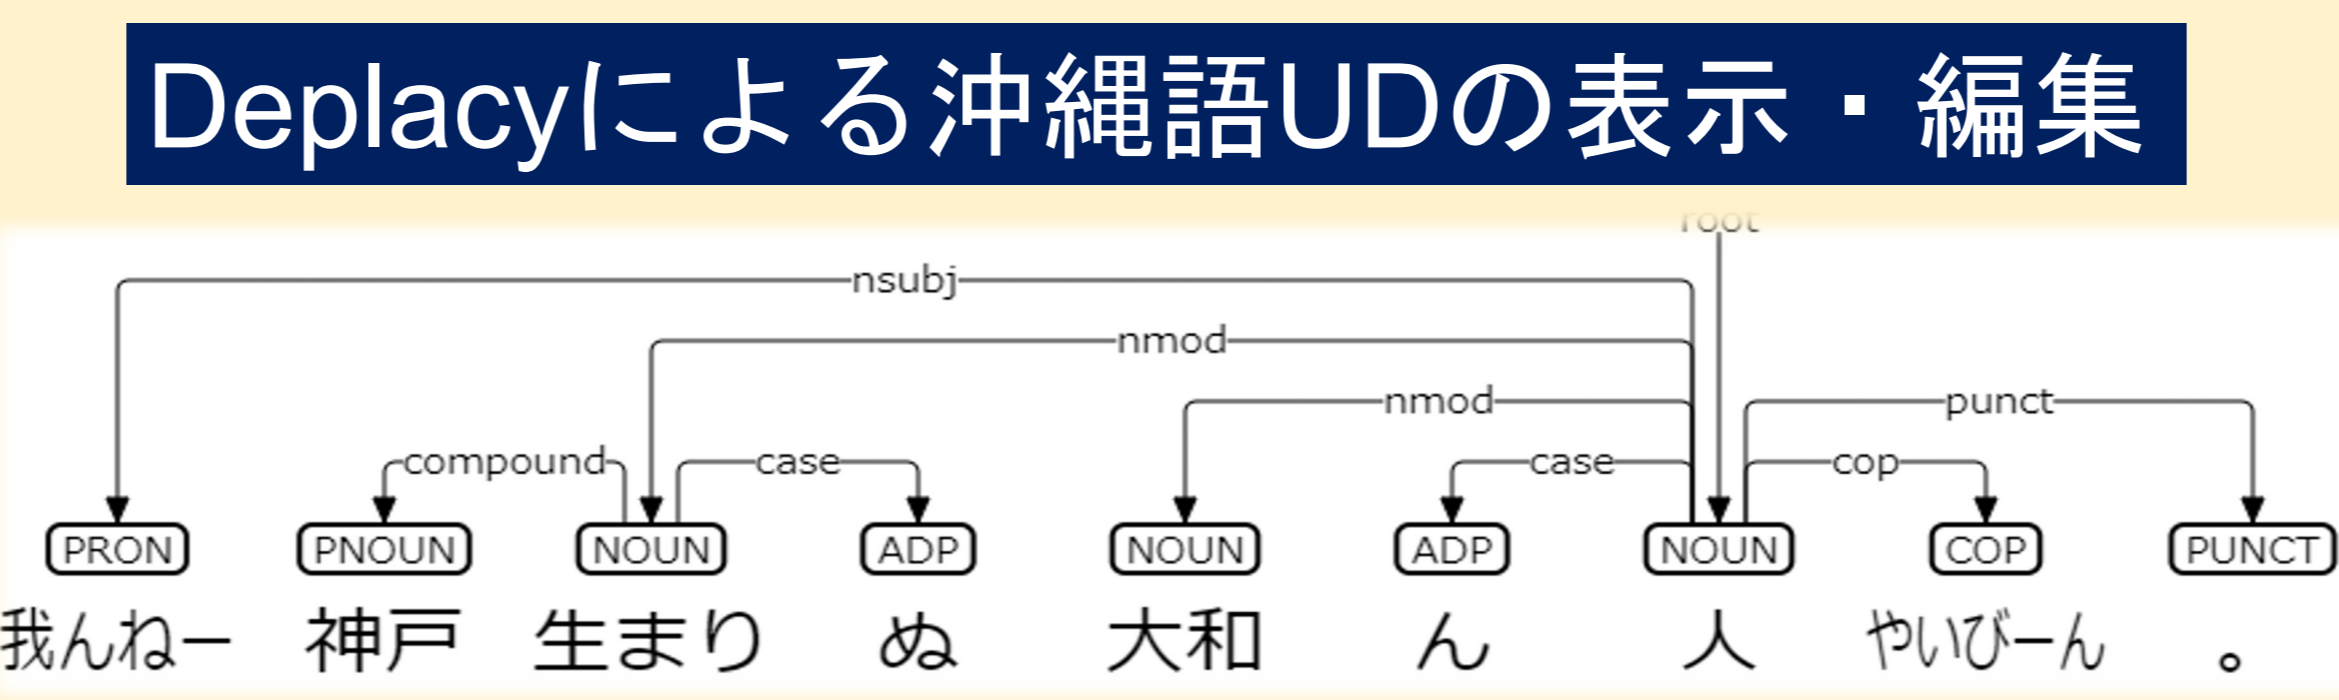 Deplacyによる沖縄語UDの表示・編集
root
nsubj
nmod
nmod punct
compound case case cop
PRON PNOUN NOUN ADP NOUN ADP NOUN COP PUNCT
我んねー 神戸 生まり ぬ 大和 ん 人 やいびーん 。